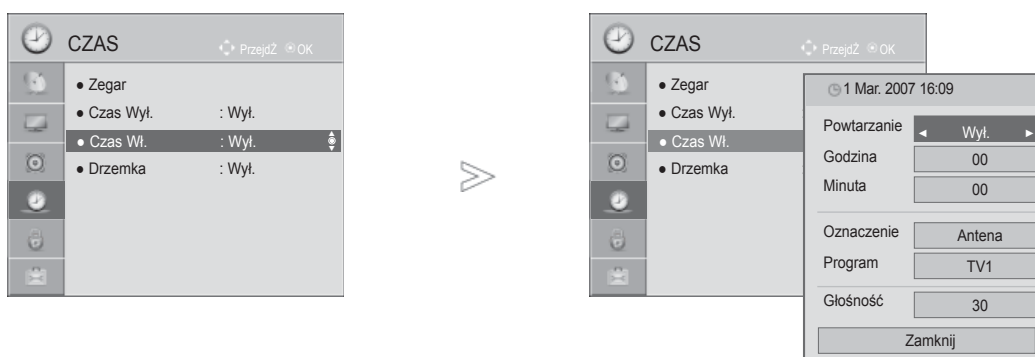 CZAS
PrzejdŹ OK
● Zegar
● Czas Wył. : Wył.
● Czas Wł. : Wył.
● Drzemka : Wył.
CZAS
PrzejdŹ OK
● Zegar
● Czas Wył.
● Czas Wł.
● Drzemka
1 Mar. 2007 16:09
Powtarzanie ◄ Wył. ►
Godzina 00
Minuta 00
Oznaczenie Antena
Program TV1
Głośność 30
Zamknij